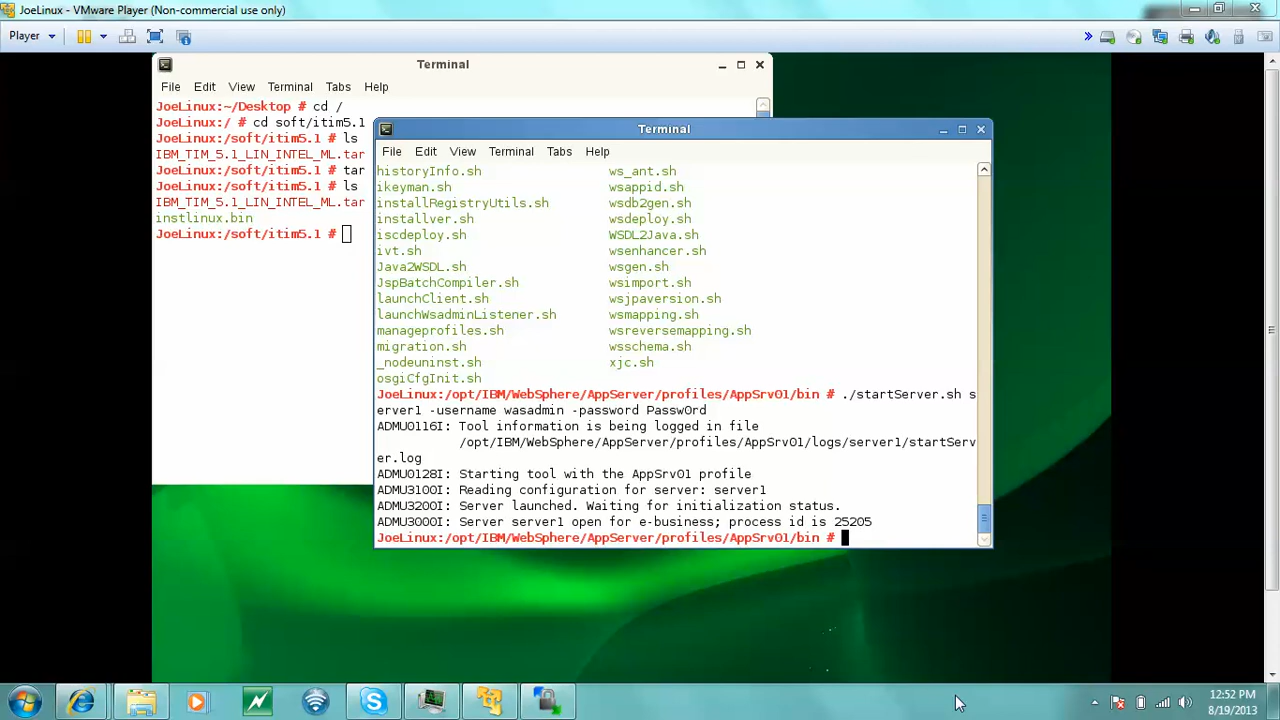 JoeLinux - VMware Player (Non-commercial use only)
Player
Terminal
File Edit View Terminal Tabs Help
JoeLinux:~/Desktop # cd /
JoeLinux:/ # cd soft/itim5.1
JoeLinux:/soft/itim5.1 # ls
IBM_TIM_5.1_LIN_INTEL_ML.tar
JoeLinux:/soft/itim5.1 # tar
JoeLinux:/soft/itim5.1 # ls
IBM_TIM_5.1_LIN_INTEL_ML.tar
instlinux.bin
JoeLinux:/soft/itim5.1 #
Terminal
File Edit View Terminal Tabs Help
historyInfo.sh ws_ant.sh
ikeyman.sh wsappid.sh
installRegistryUtils.sh wsdb2gen.sh
installver.sh wsdeploy.sh
iscdeploy.sh WSDL2Java.sh
ivt.sh wsenhancer.sh
Java2WSDL.sh wsgen.sh
JspBatchCompiler.sh wsimport.sh
launchClient.sh wsjpaversion.sh
launchWsadminListener.sh wsmapping.sh
manageprofiles.sh wsreversemapping.sh
migration.sh wsschema.sh
_nodeuninst.sh xjc.sh
osgiCfgInit.sh
JoeLinux:/opt/IBM/WebSphere/AppServer/profiles/AppSrv01/bin # ./startServer.sh s
erver1 -username wasadmin -password Passw0rd
ADMU0116I: Tool information is being logged in file
/opt/IBM/WebSphere/AppServer/profiles/AppSrv01/logs/server1/startServ
er.log
ADMU0128I: Starting tool with the AppSrv01 profile
ADMU3100I: Reading configuration for server: server1
ADMU3200I: Server launched. Waiting for initialization status.
ADMU3000I: Server server1 open for e-business; process id is 25205
JoeLinux:/opt/IBM/WebSphere/AppServer/profiles/AppSrv01/bin #
12:52 PM
8/19/2013